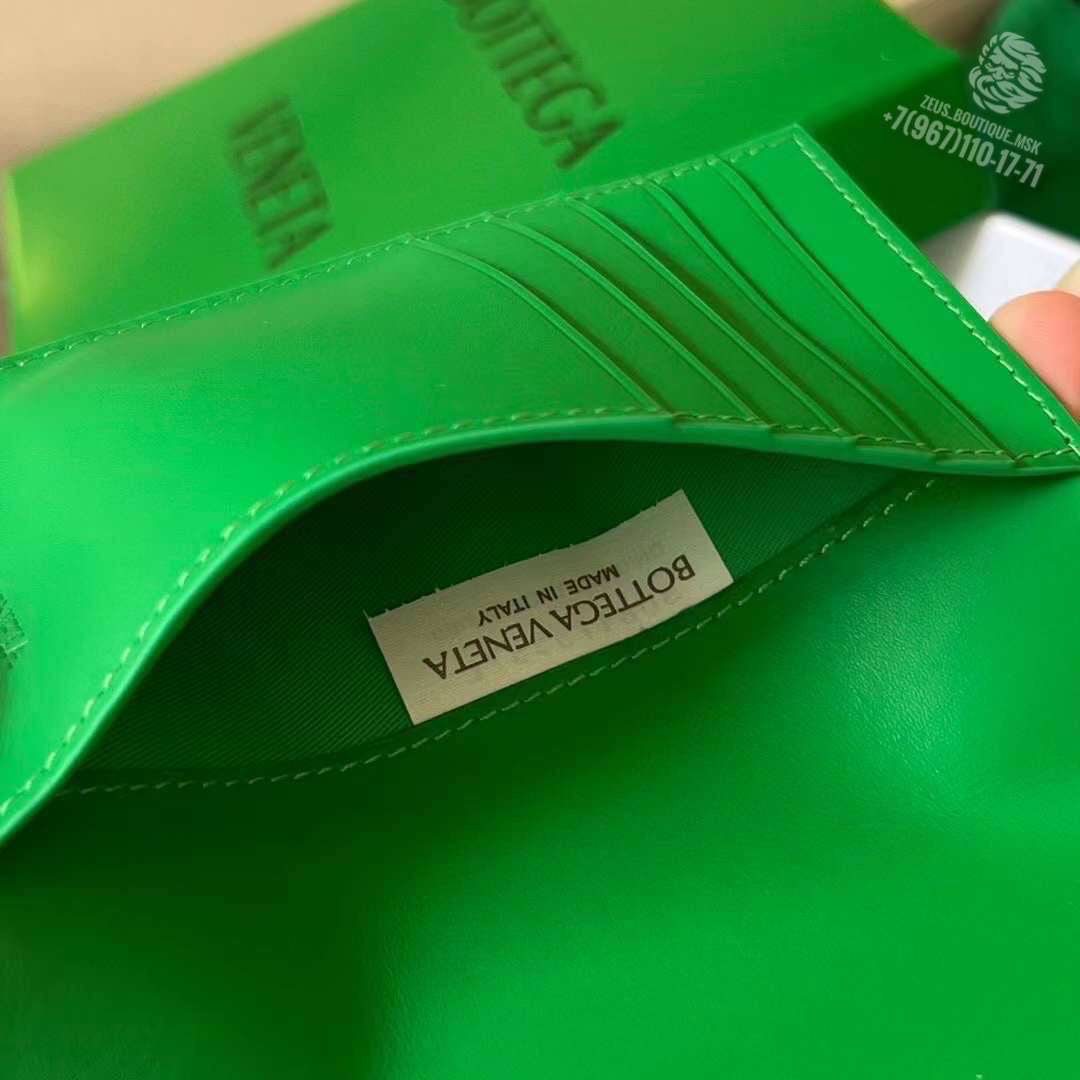 BOTTEGA
VENETA
ZEUS_BOUTIQUE_MSK
+7(967)110-17-71
BOTTEGA VENETA
MADE IN ITALY